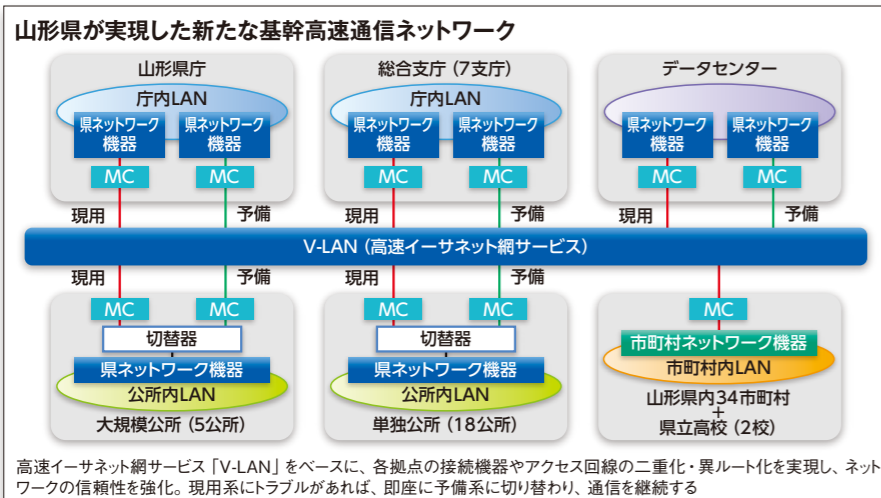 山形県が実現した新たな基幹高速通信ネットワーク
山形県庁
庁内LAN
県ネットワーク
機器
県ネットワーク
機器
MC
MC
現用
予備
総合支庁（7支庁）
庁内LAN
県ネットワーク
機器
県ネットワーク
機器
MC
MC
現用
予備
データセンター
県ネットワーク
機器
県ネットワーク
機器
MC
MC
現用
予備
V-LAN（高速イーサネット網サービス）
現用
予備
MC
MC
切替器
県ネットワーク機器
公所内LAN
大規模公所（5公所）
現用
予備
MC
MC
切替器
県ネットワーク機器
公所内LAN
単独公所（18公所）
MC
市町村ネットワーク機器
市町村内LAN
山形県内34市町村
+
県立高校（2校）
高速イーサネット網サービス「V-LAN」をベースに、各拠点の接続機器やアクセス回線の二重化・異ルート化を実現し、ネット
ワークの信頼性を強化。現用系にトラブルがあれば、即座に予備系に切り替わり、通信を継続する